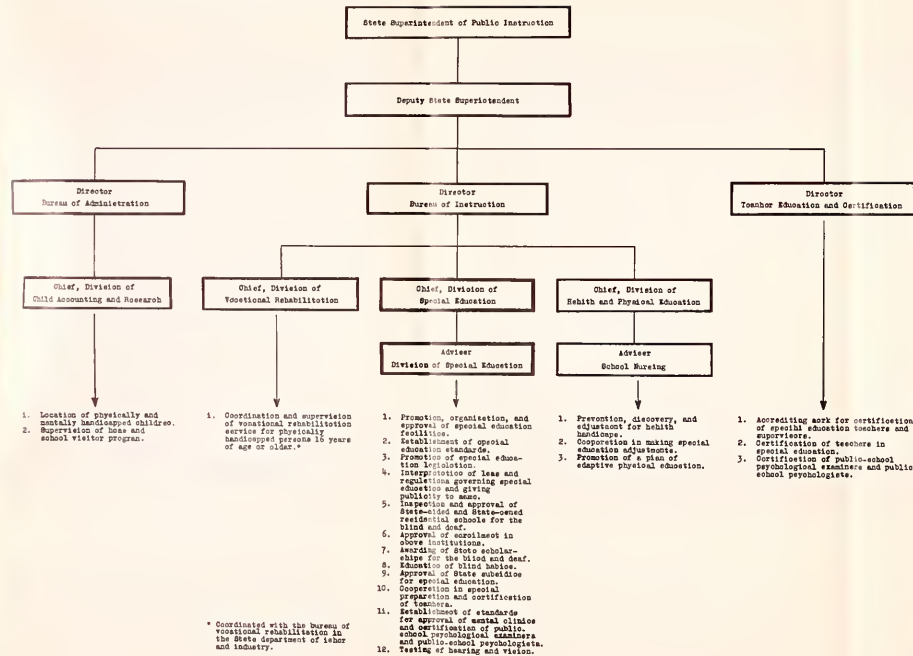 State Superintendent of Public Instruction
Deputy State Superiotendent
Director
Bureau of Administration
Director
Bureau of Instruction
Director
Toanhor Education and Certification
Chief, Division of
Child Accounting and Research
Chief, Division of
Vocational Rehabilitation
Chief, Division of
Special Education
Chief, Division of
Hehith and Physical Education
Adviser
Division of Special Education
Adviser
School Nursing
1. Location of physically and
mentally handicapped children.
2. Supervision of home and
school visitor program.
1. Coordination and supervision
of vonational rehabilitation
service for physically
handicapped persons 16 years
of age or older.*
* Coordinated with the bureau of
vocational rehabilitation in
the State department of labor
and industry.
1. Promotion, organization, and
approval of special education
facilities.
2. Establishment of special
education standards.
3. Promotion of special educa-
tion legislation.
4. Interpretation of laws and
regulations governing special
education and giving
publicity to same.
5. Inspection and approval of
State-aided and State-owned
residential schools for the
blind and deaf.
6. Approval of enrollment in
above institutions.
7. Awarding of State scholar-
ships for the blind and deaf.
8. Education of blind babies.
9. Approval of State subsidies
for special education.
10. Cooperation in special
preparation and certification
of toanhers.
11. Establishment of standards
for approval of mental clinics
and certification of public-
school psychological examiners
and public-school psychologists.
12. Testing of hearing and vision.
1. Prevention, discovery, and
adjustment for health
handicaps.
2. Cooperation in making special
education adjustments.
3. Promotion of a plan of
adaptive physical education.
1. Accrediting work for certification
of special education teachers and
supervisors.
2. Certification of teachers in
special education.
3. Certification of public-school
psychological examiners and public
school psychologists.